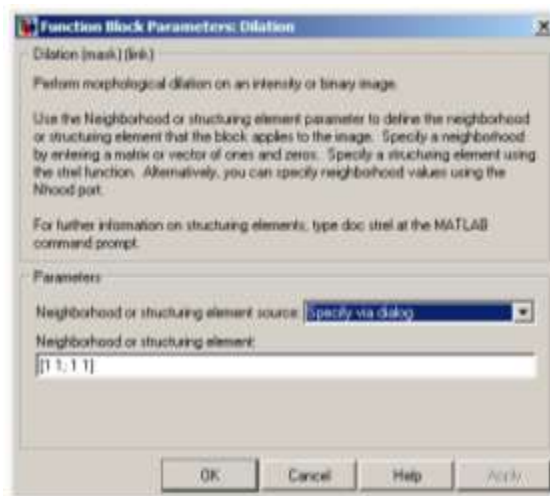 Function Block Parameters: Dilation
Dilation (mask) (link)
Perform morphological dilation on an intensity or binary image.
Use the Neighborhood or structuring element parameter to define the neighborhood
or structuring element that the block applies to the image. Specify a neighborhood
by entering a matrix or vector of ones and zeros. Specify a structuring element using
the strel function. Alternatively, you can specify neighborhood values using the
Nhood port.
For further information on structuring elements, type doc strel at the MATLAB
command prompt.
Parameters
Neighborhood or structuring element source: Specify via dialog
Neighborhood or structuring element:
[1 1; 1 1]
OK Cancel Help Apply